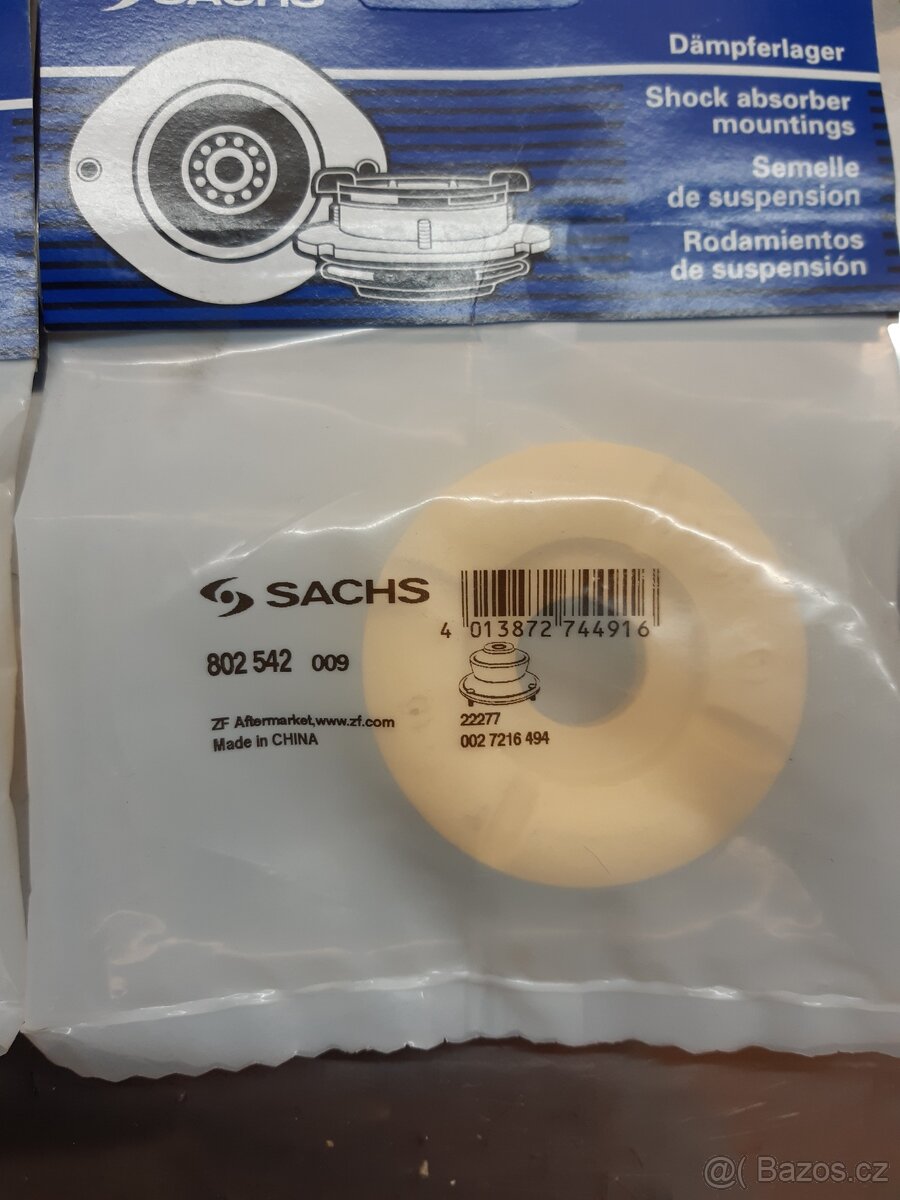 SACHS
Dämpferlager
Shock absorber
mountings
Semelle
de suspension
Rodamientos
de suspensión
SACHS
4 013872 744916
802 542 009
ZF Aftermarket,www.zf.com
Made in CHINA
22277
002 7216 494
@( Bazos.cz